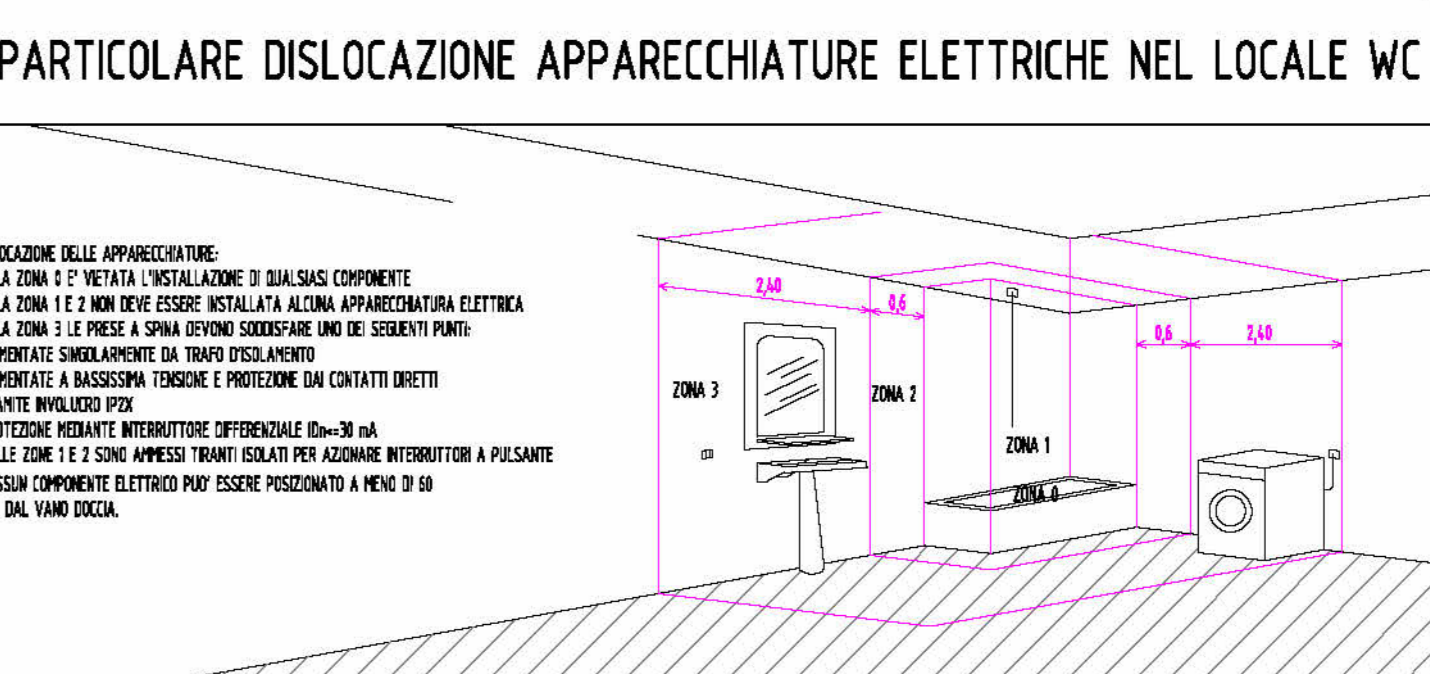 PARTICOLARE DISLOCAZIONE APPARECCHIATURE ELETTRICHE NEL LOCALE WC
OCAZIONE DELLE APPARECCHIATURE:
LA ZONA 0 E' VIETATA L'INSTALLAZIONE DI QUALSIASI COMPONENTE
LA ZONA 1 E 2 NON DEVE ESSERE INSTALLATA ALCUNA APPARECCHIATURA ELETTRICA
LA ZONA 3 LE PRESE A SPINA DEVONO SODDISFARE UNO DEI SEGUENTI PUNTI:
MENTATE SINGOLARMENTE DA TRAFO D'ISOLAMENTO
MENTATE A BASSISSIMA TENSIONE E PROTEZIONE DAI CONTATTI DIRETTI
AMITE INVOLUCRO IP2X
OTEZIONE MEDIANTE INTERRUTTORE DIFFERENZIALE IDn<=30 mA
LLE ZONE 1 E 2 SONO AMMESSI TIRANTI ISOLATI PER AZIONARE INTERRUTTORI A PULSANTE
SSUN COMPONENTE ELETTRICO PUO' ESSERE POSIZIONATO A MENO DI 60
DAL VANO DOCCIA.
2,40
0,6
0,6
2,40
ZONA 3
ZONA 2
ZONA 1
ZONA 0